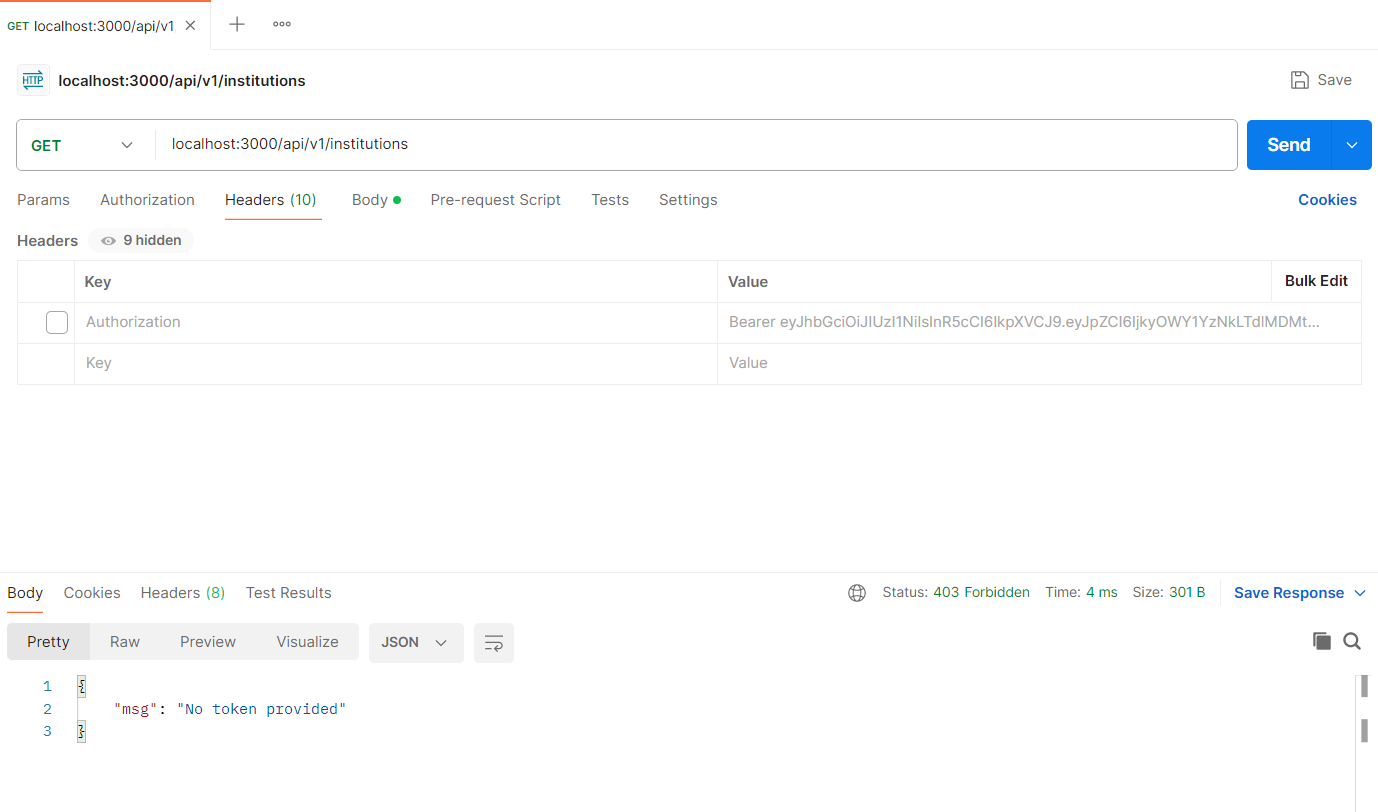 GET localhost:3000/api/v1
HTTP localhost:3000/api/v1/institutions
Save
GET
localhost:3000/api/v1/institutions
Send
Params Authorization Headers (10) Body Pre-request Script Tests Settings Cookies
Headers 9 hidden
Key Value Bulk Edit
Authorization Bearer eyJhbGciOiJIUzI1NiIsInR5cCI6IkpXVCJ9.eyJpZCI6IjkyOWY1YzNkLTdlMDMt...
Key Value
Body Cookies Headers (8) Test Results Status: 403 Forbidden Time: 4 ms Size: 301 B Save Response
Pretty Raw Preview Visualize JSON
1 {
2 "msg": "No token provided"
3 }